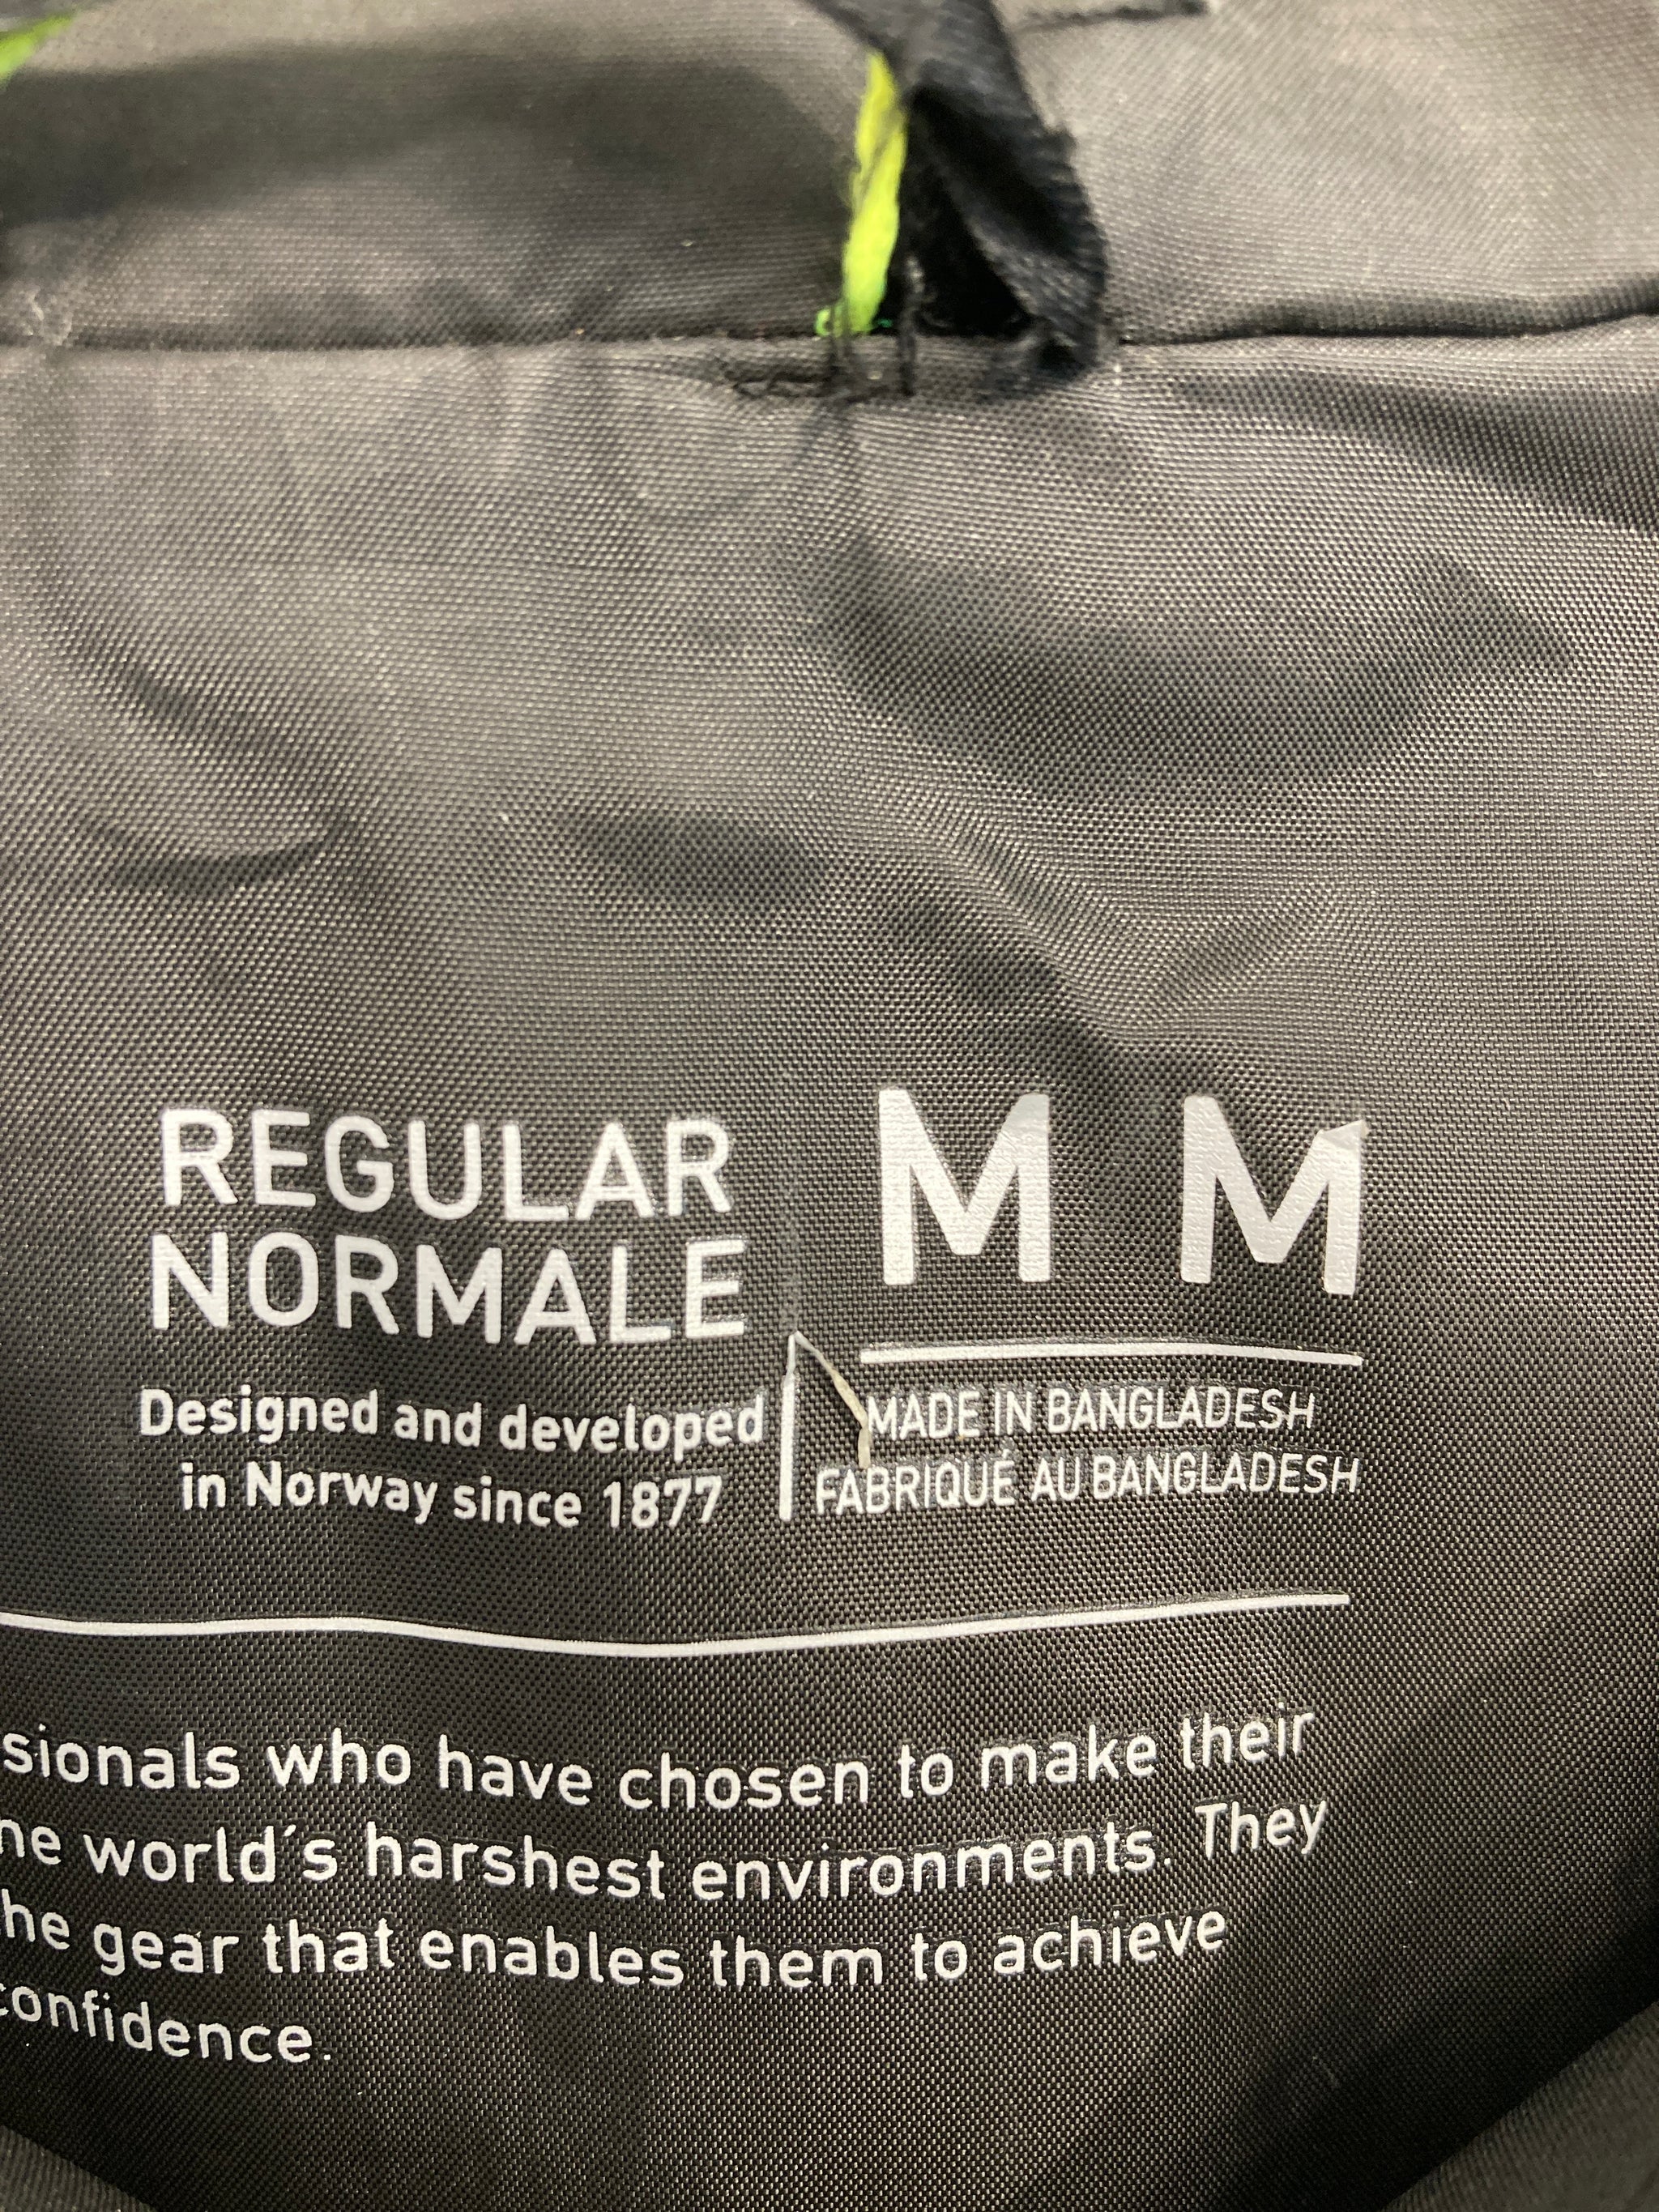 REGULAR
NORMALE
M M
Designed and developed
in Norway since 1877
MADE IN BANGLADESH
FABRIQUÉ AU BANGLADESH
sionals who have chosen to make their
he world´s harshest environments. They
he gear that enables them to achieve
confidence.